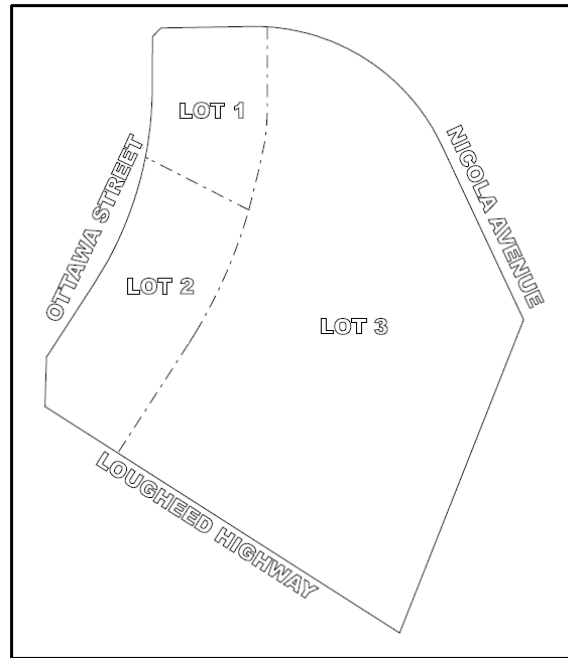 LOT 1
OTTAWA STREET
NICOLA AVENUE
LOT 2
LOT 3
LOUGHEED HIGHWAY